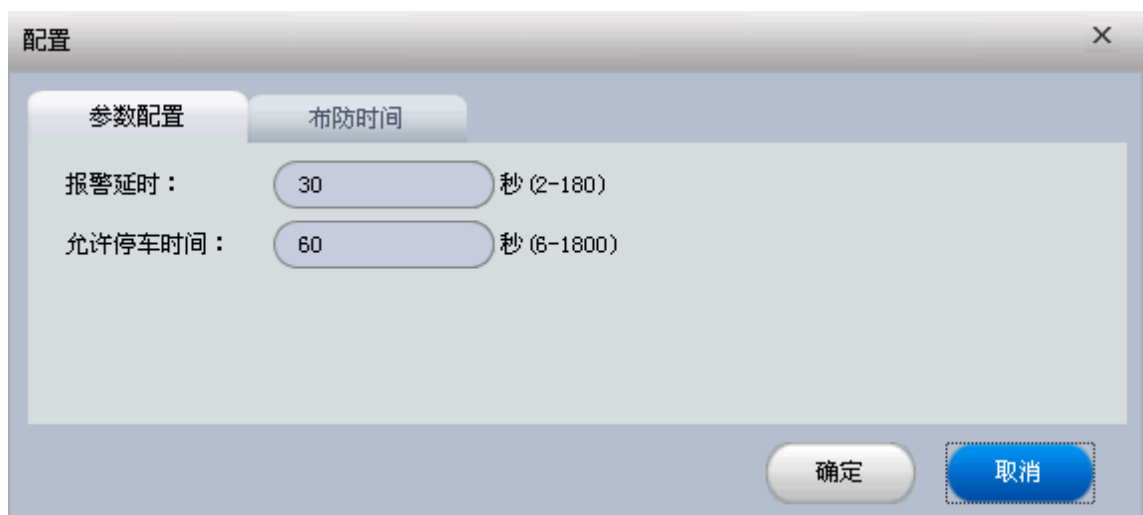 配置
参数配置 布防时间
报警延时： 30 秒(2-180)
允许停车时间： 60 秒(6-1800)
确定 取消